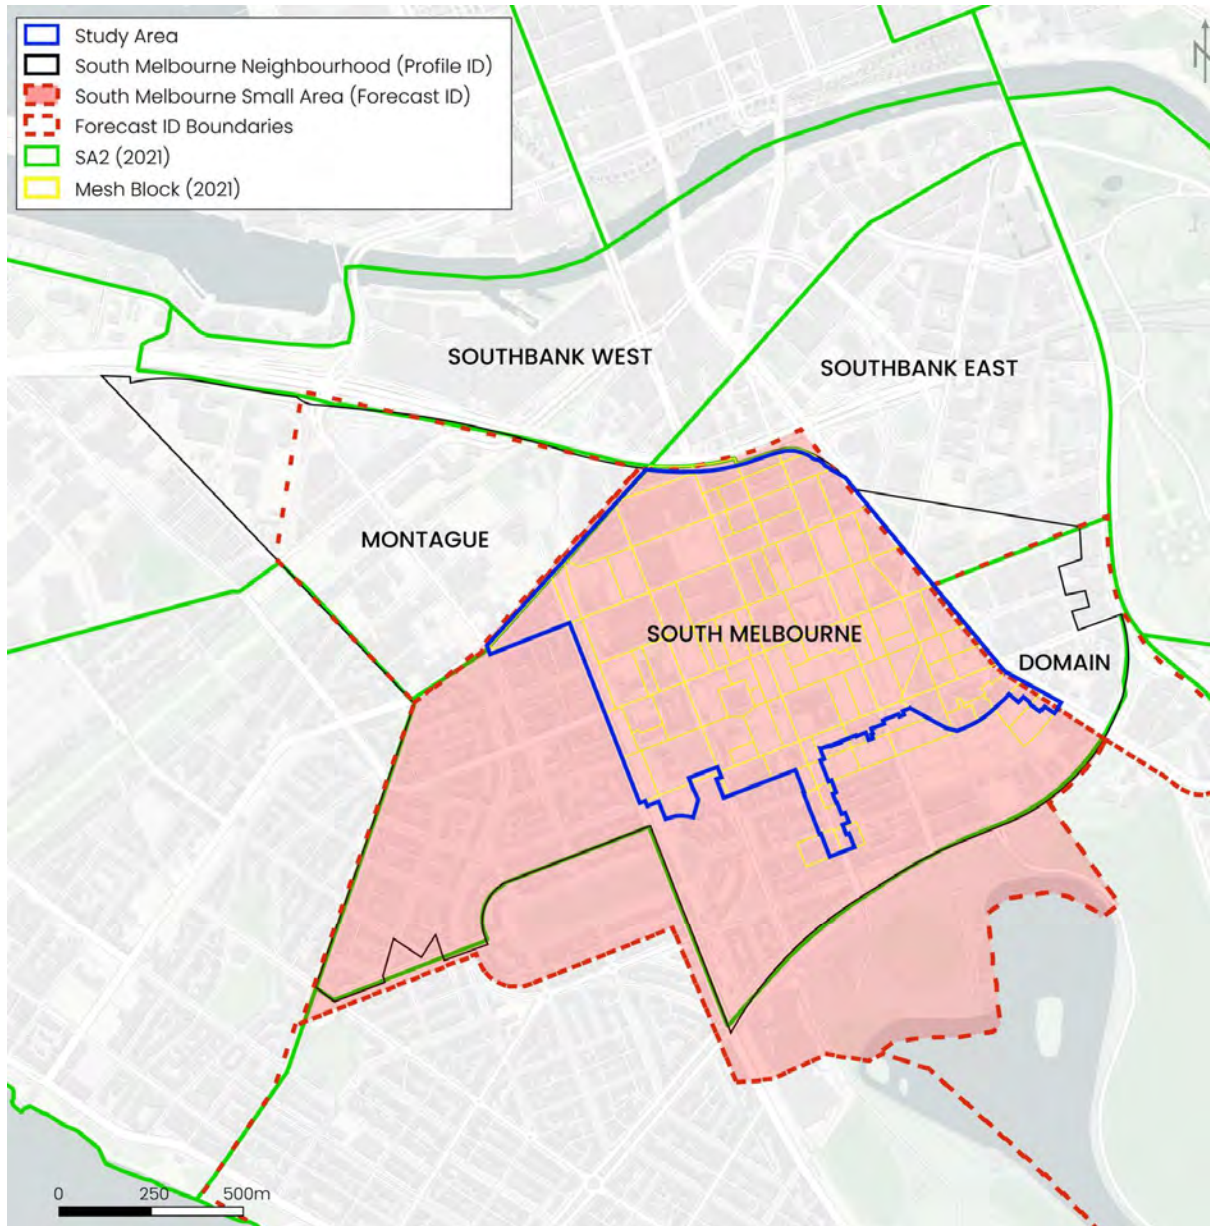 Study Area
South Melbourne Neighbourhood (Profile ID)
South Melbourne Small Area (Forecast ID)
Forecast ID Boundaries
SA2 (2021)
Mesh Block (2021)
N
SOUTHBANK WEST
SOUTHBANK EAST
MONTAGUE
SOUTH MELBOURNE
DOMAIN
0 250 500m